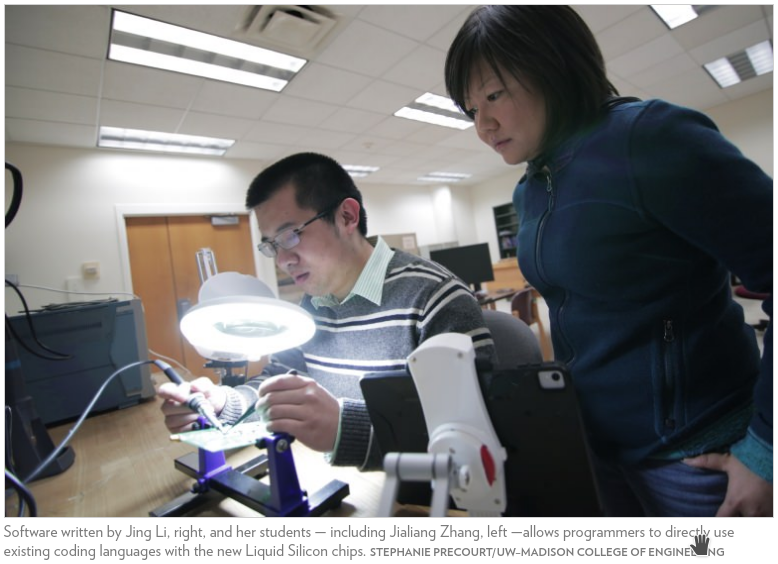 Software written by Jing Li, right, and her students — including Jialiang Zhang, left —allows programmers to directly use
existing coding languages with the new Liquid Silicon chips. STEPHANIE PRECOURT/UW-MADISON COLLEGE OF